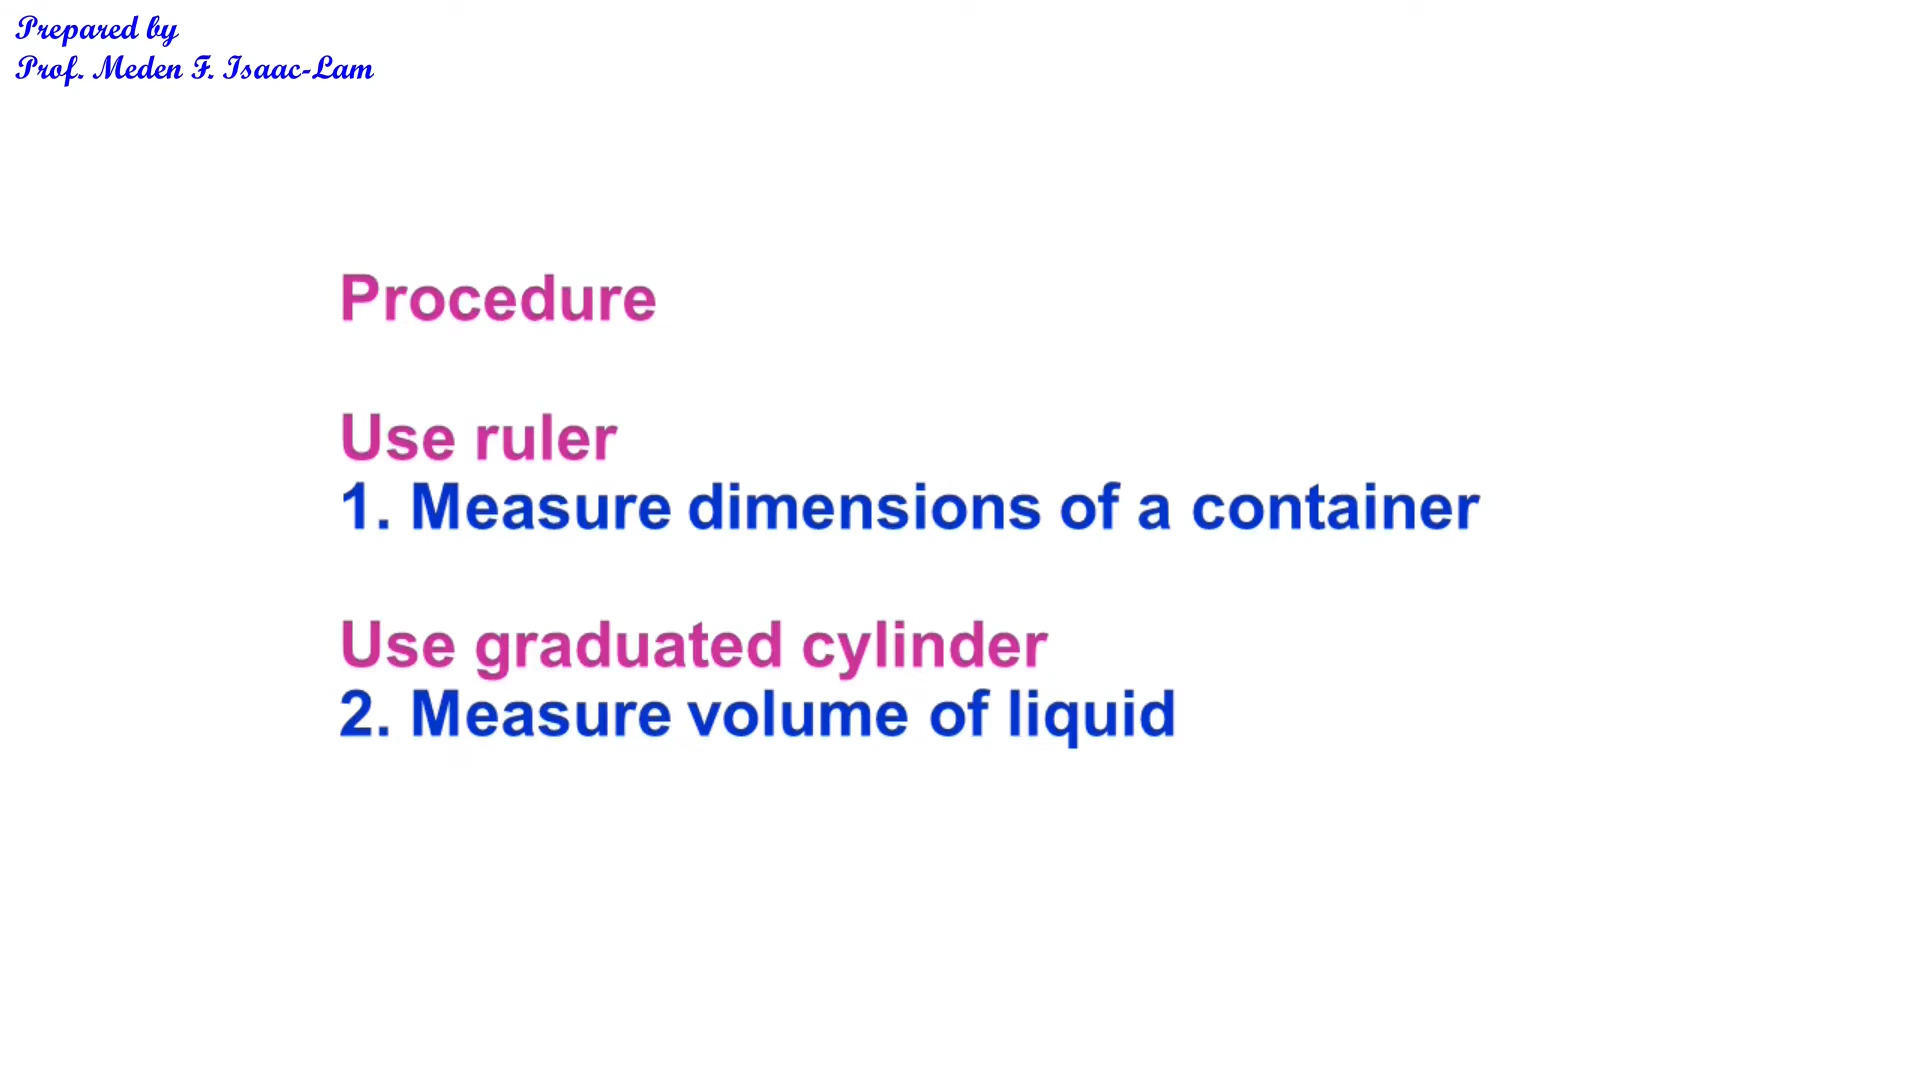 Prepared by
Prof. Meden F. Isaac-Lam
Procedure
Use ruler
1. Measure dimensions of a container
Use graduated cylinder
2. Measure volume of liquid